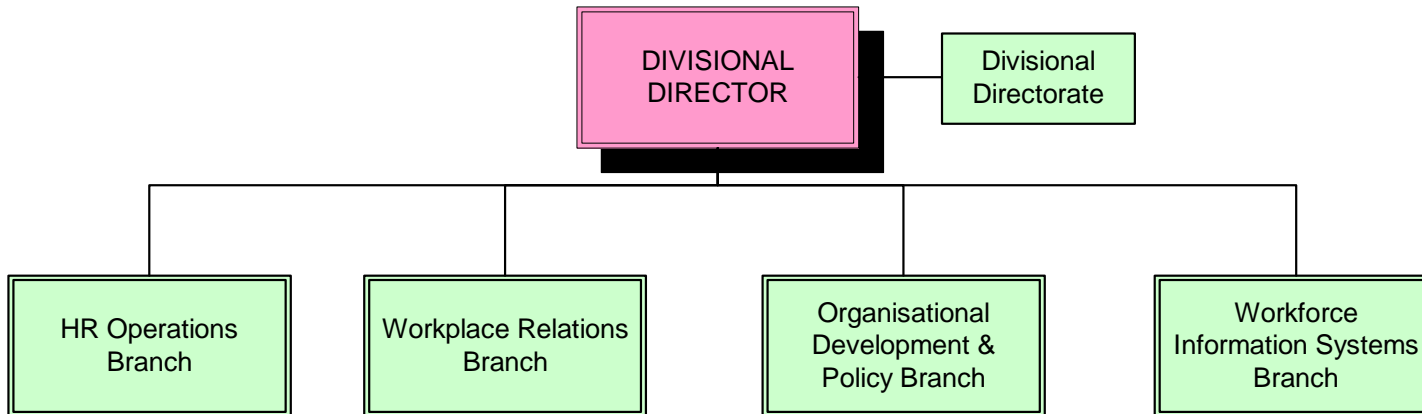 DIVISIONAL
DIRECTOR
Divisional
Directorate
HR Operations
Branch
Workplace Relations
Branch
Organisational
Development &
Policy Branch
Workforce
Information Systems
Branch